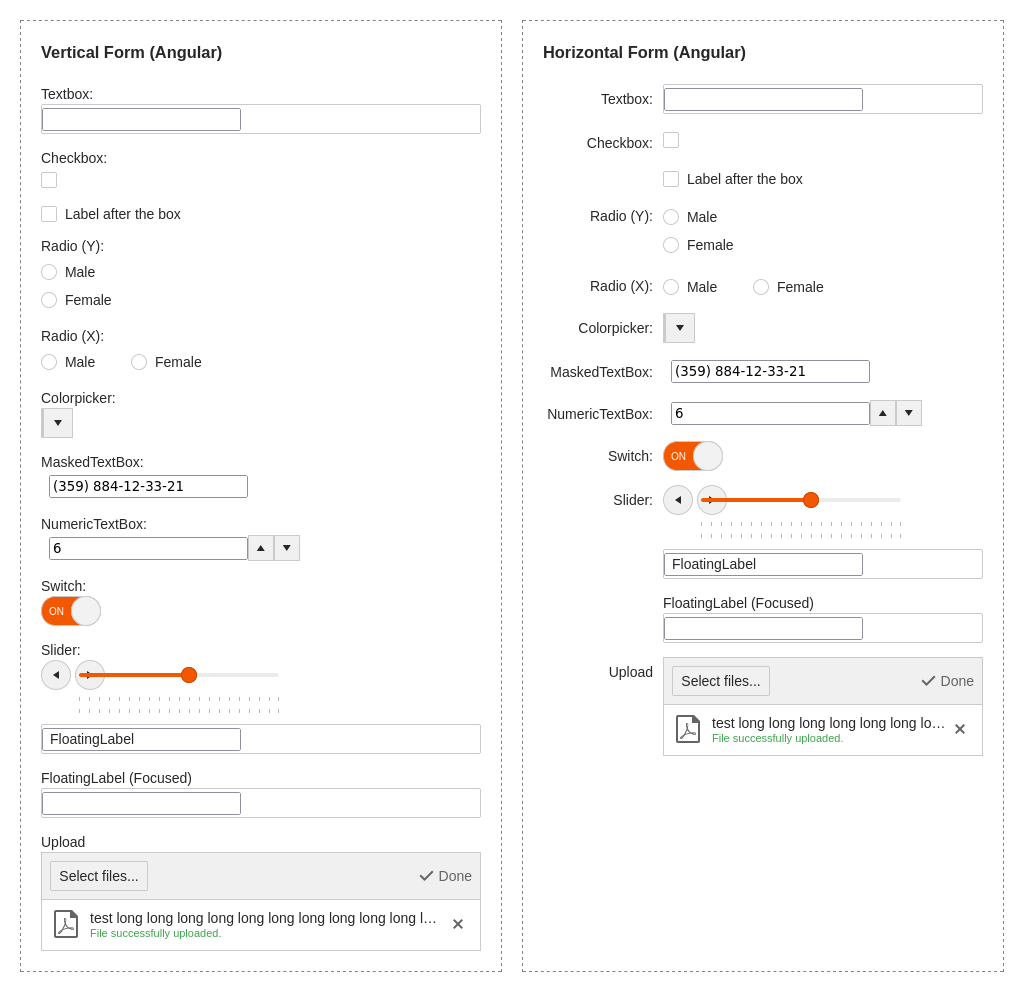 Vertical Form (Angular)
Textbox:
Checkbox:
Label after the box
Radio (Y):
Male
Female
Radio (X):
Male Female
Colorpicker:
MaskedTextBox:
(359) 884-12-33-21
NumericTextBox:
6
Switch:
ON
Slider:
FloatingLabel
FloatingLabel (Focused)
Upload
Select files... Done
test long long long long long long long long long long l…
File successfully uploaded.
Horizontal Form (Angular)
Textbox:
Checkbox:
Label after the box
Radio (Y): Male
Female
Radio (X): Male Female
Colorpicker:
MaskedTextBox: (359) 884-12-33-21
NumericTextBox: 6
Switch: ON
Slider:
FloatingLabel
FloatingLabel (Focused)
Upload Select files... Done
test long long long long long long lo…
File successfully uploaded.